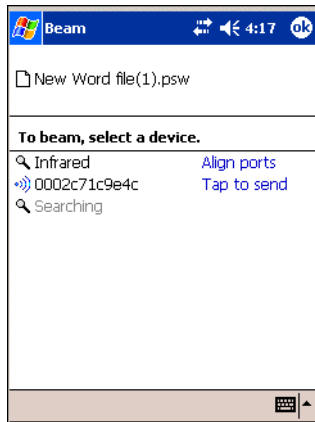 Beam 4:17 ok
New Word file(1).psw
To beam, select a device.
Infrared Align ports
0002c71c9e4c Tap to send
Searching